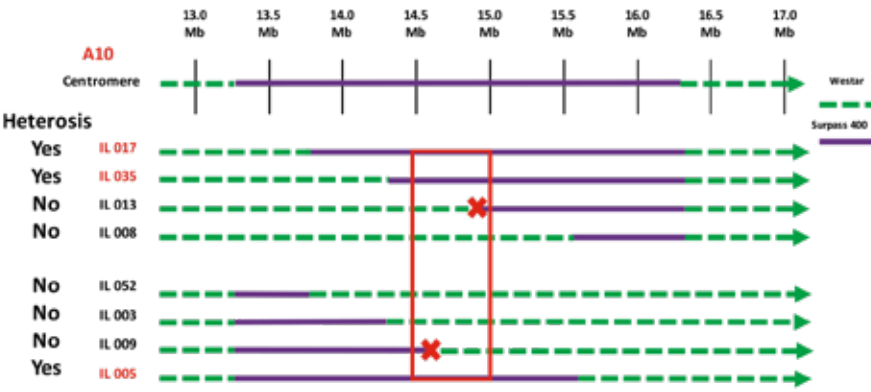 13.0 13.5 14.0 14.5 15.0 15.5 16.0 16.5 17.0
Mb Mb Mb Mb Mb Mb Mb Mb Mb
A10
Centromere
Westar
Surpass 400
Heterosis
Yes IL 017
Yes IL 035
No IL 013
No IL 008
No IL 052
No IL 003
No IL 009
Yes IL 005